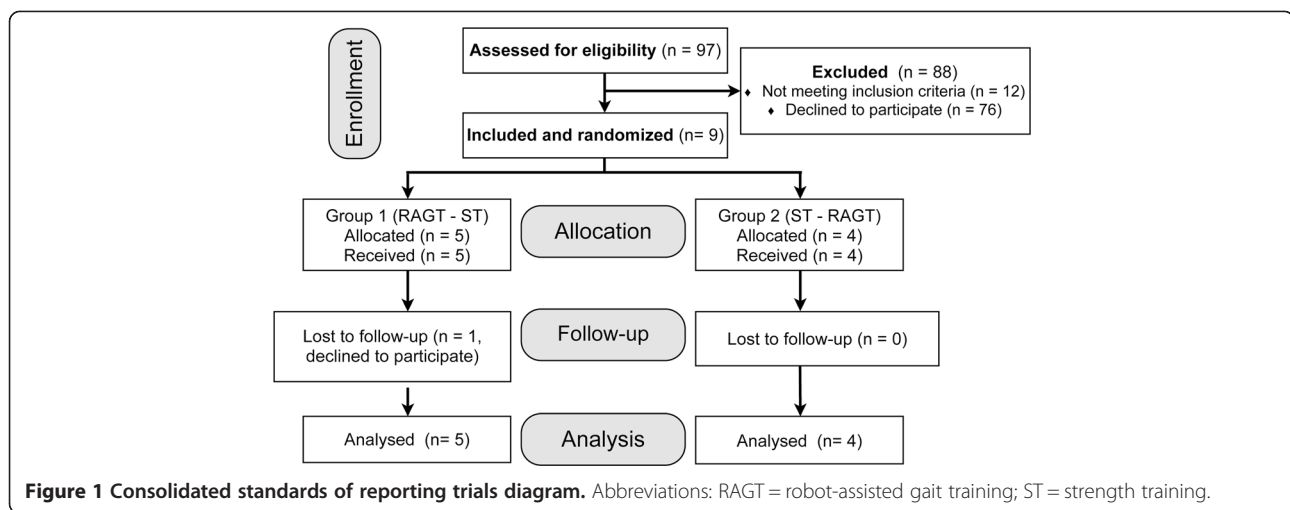 Enrollment
Assessed for eligibility (n = 97)
Excluded (n = 88)
♦ Not meeting inclusion criteria (n = 12)
♦ Declined to participate (n = 76)
Included and randomized (n= 9)
Group 1 (RAGT - ST)
Allocated (n = 5)
Received (n = 5)
Allocation
Group 2 (ST - RAGT)
Allocated (n = 4)
Received (n = 4)
Lost to follow-up (n = 1,
declined to participate)
Follow-up
Lost to follow-up (n = 0)
Analysed (n= 5)
Analysis
Analysed (n= 4)
Figure 1 Consolidated standards of reporting trials diagram. Abbreviations: RAGT = robot-assisted gait training; ST = strength training.